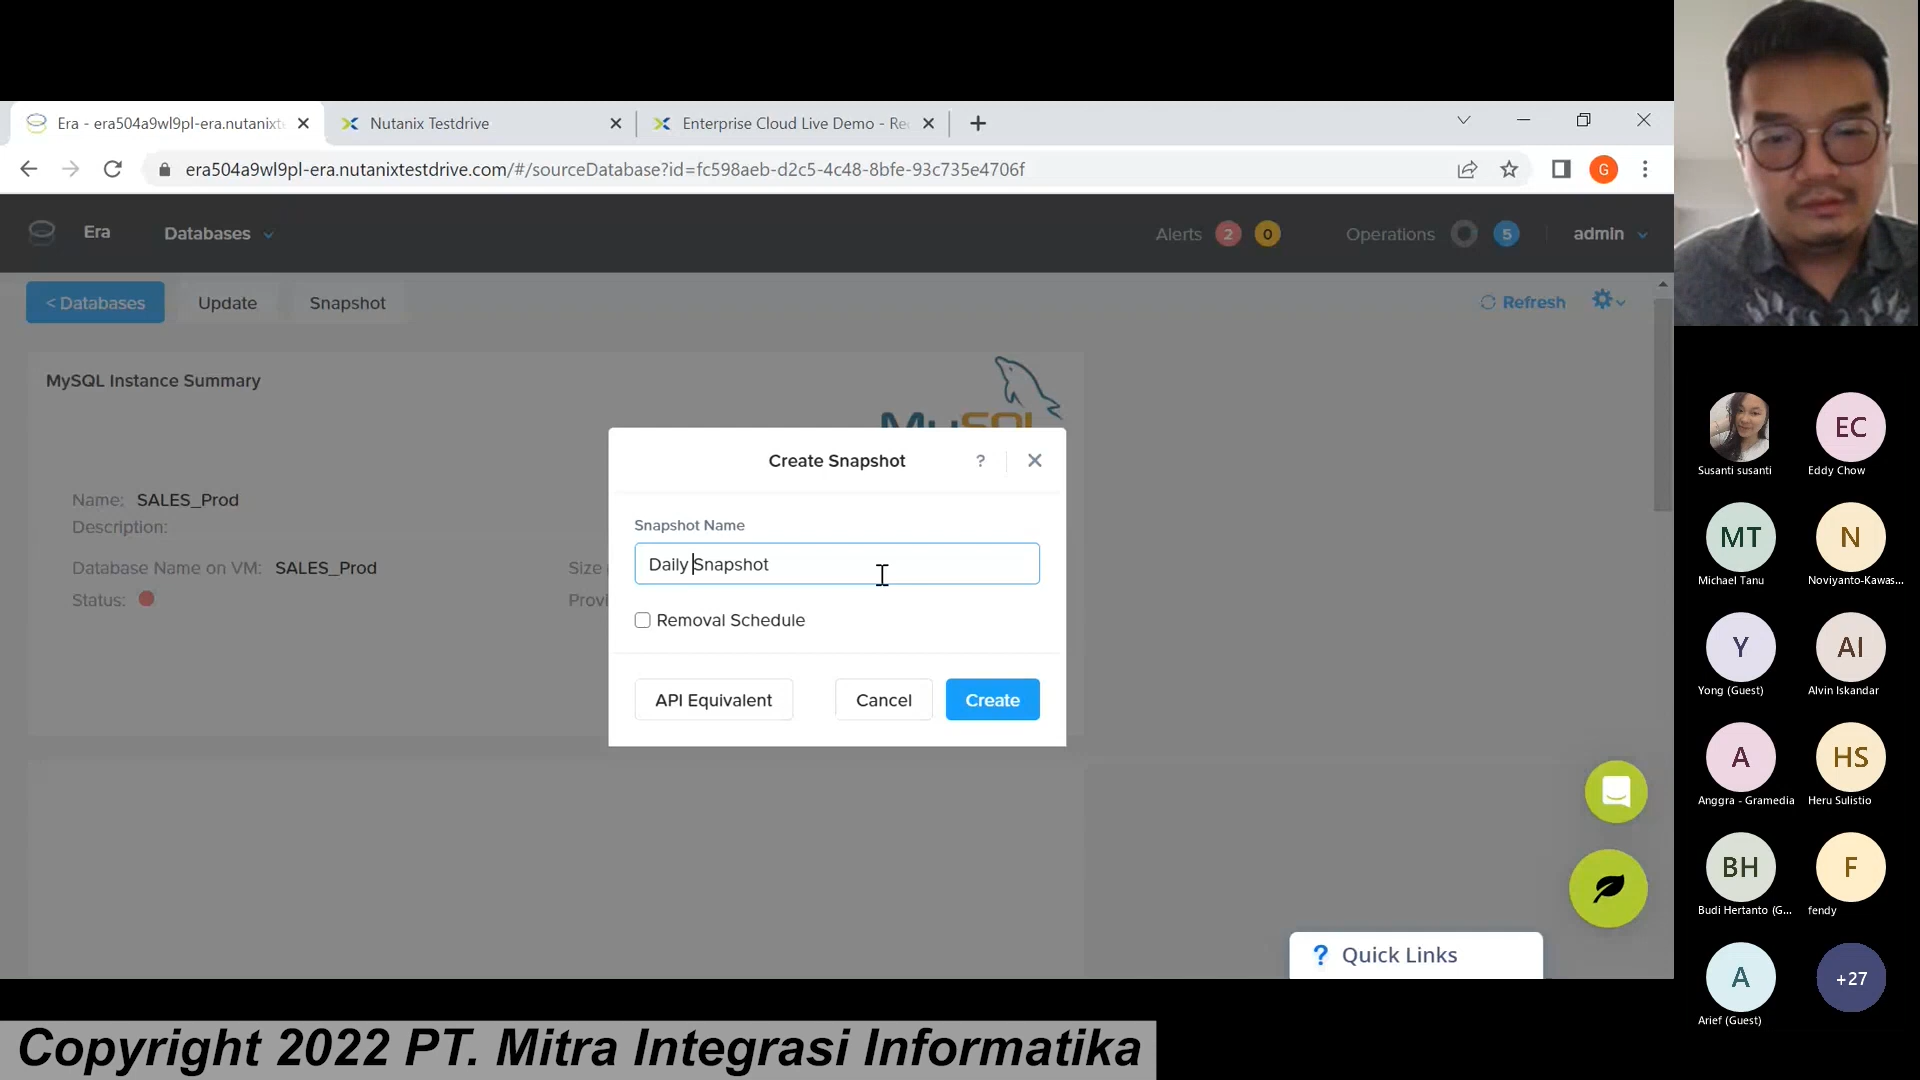 Era - era504a9wl9pl-era.nutanixte
Nutanix Testdrive
Enterprise Cloud Live Demo - Re
era504a9wl9pl-era.nutanixtestdrive.com/#/sourceDatabase?id=fc598aeb-d2c5-4c48-8bfe-93c735e4706f
G
Era
Databases
Alerts 2 0
Operations 5
admin
< Databases
Update
Snapshot
Refresh
MySQL Instance Summary
MySQL
Name: SALES_Prod
Description:
Database Name on VM: SALES_Prod
Size
Status:
Provi
Create Snapshot
?
Snapshot Name
Daily Snapshot
Removal Schedule
API Equivalent
Cancel
Create
? Quick Links
Susanti susanti
EC
Eddy Chow
MT
Michael Tanu
N
Noviyanto-Kawas...
Y
Yong (Guest)
AI
Alvin Iskandar
A
Anggra - Gramedia
HS
Heru Sulistio
BH
Budi Hertanto (G...
F
fendy
A
Arief (Guest)
+27
Copyright 2022 PT. Mitra Integrasi Informatika